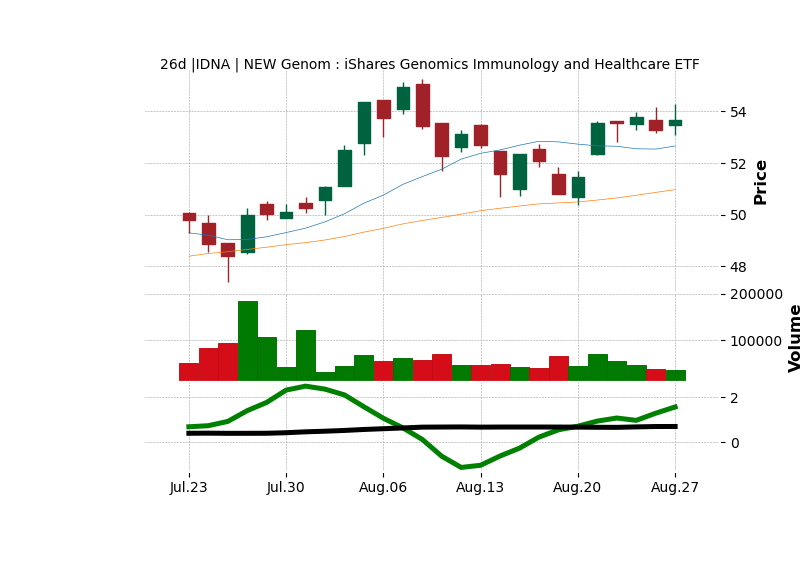 26d |IDNA | NEW Genom : iShares Genomics Immunology and Healthcare ETF
54
52
50
48
Price
200000
100000
Volume
2
0
Jul.23 Jul.30 Aug.06 Aug.13 Aug.20 Aug.27